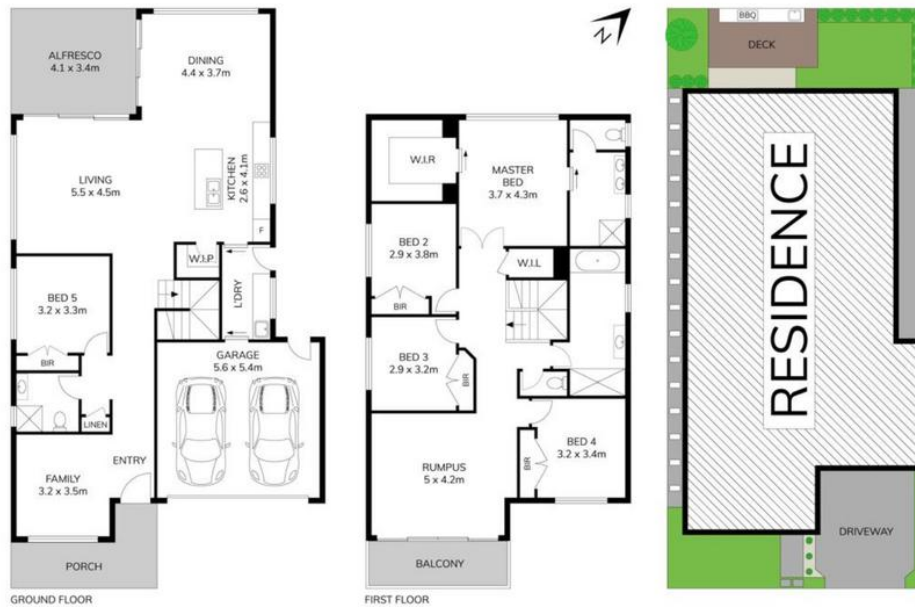 ALFRESCO
4.1 x 3.4m
DINING
4.4 x 3.7m
LIVING
5.5 x 4.5m
KITCHEN
2.6 x 4.1m
F
W.I.P.
L'DRY
BED 5
3.2 x 3.3m
BIR
LINEN
GARAGE
5.6 x 5.4m
ENTRY
FAMILY
3.2 x 3.5m
PORCH
GROUND FLOOR
N
W.I.R
MASTER
BED
3.7 x 4.3m
BED 2
2.9 x 3.8m
BIR
W.I.L
BED 3
2.9 x 3.2m
BIR
BED 4
3.2 x 3.4m
BIR
RUMPUS
5 x 4.2m
BALCONY
FIRST FLOOR
BBQ
DECK
RESIDENCE
DRIVEWAY